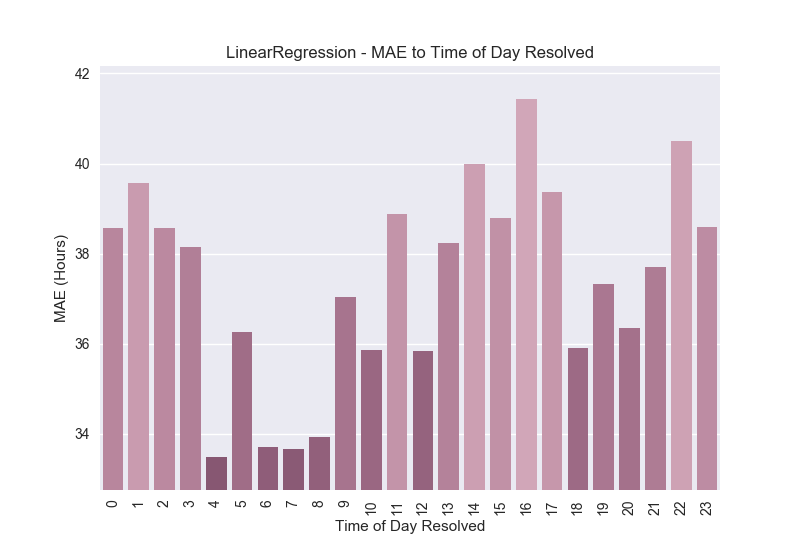 LinearRegression - MAE to Time of Day Resolved
42
40
38
36
34
MAE (Hours)
0 1 2 3 4 5 6 7 8 9 10 11 12 13 14 15 16 17 18 19 20 21 22 23
Time of Day Resolved